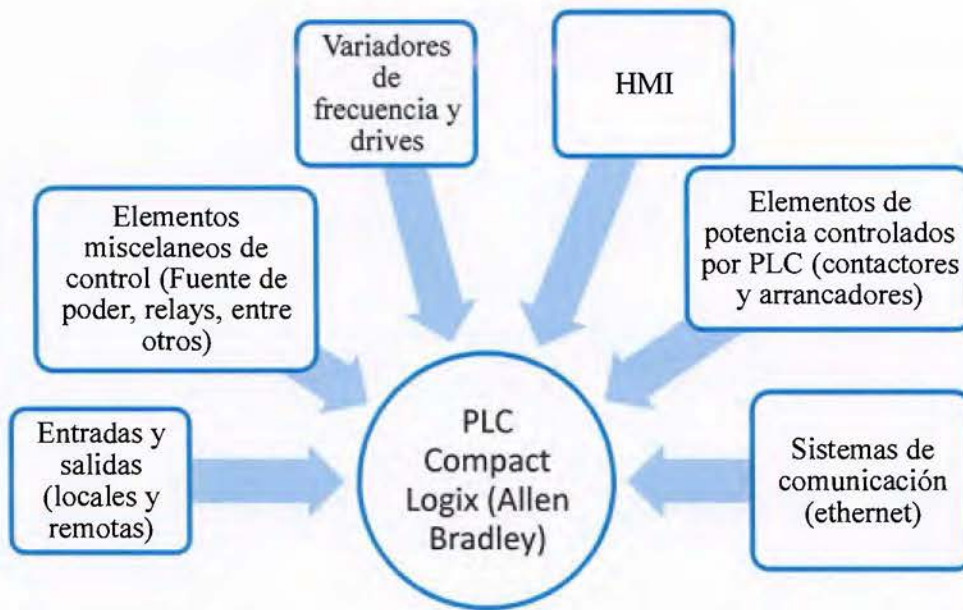 Variadores
de
frecuencia y
drives
HMI
Elementos
miscelaneos de
control (Fuente de
poder, relays, entre
otros)
Elementos de
potencia controlados
por PLC (contactores
y arrancadores)
Entradas y
salidas
(locales y
remotas)
PLC
Compact
Logix (Allen
Bradley)
Sistemas de
comunicación
(ethernet)